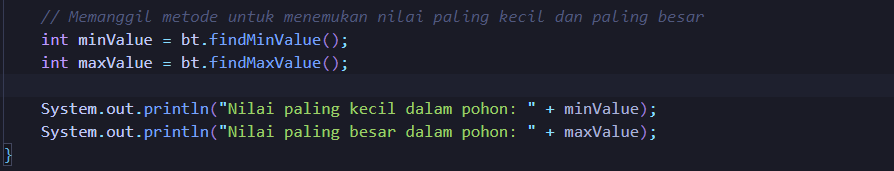 // Memanggil metode untuk menemukan nilai paling kecil dan paling besar
int minValue = bt.findMinValue();
int maxValue = bt.findMaxValue();
System.out.println("Nilai paling kecil dalam pohon: " + minValue);
System.out.println("Nilai paling besar dalam pohon: " + maxValue);
}